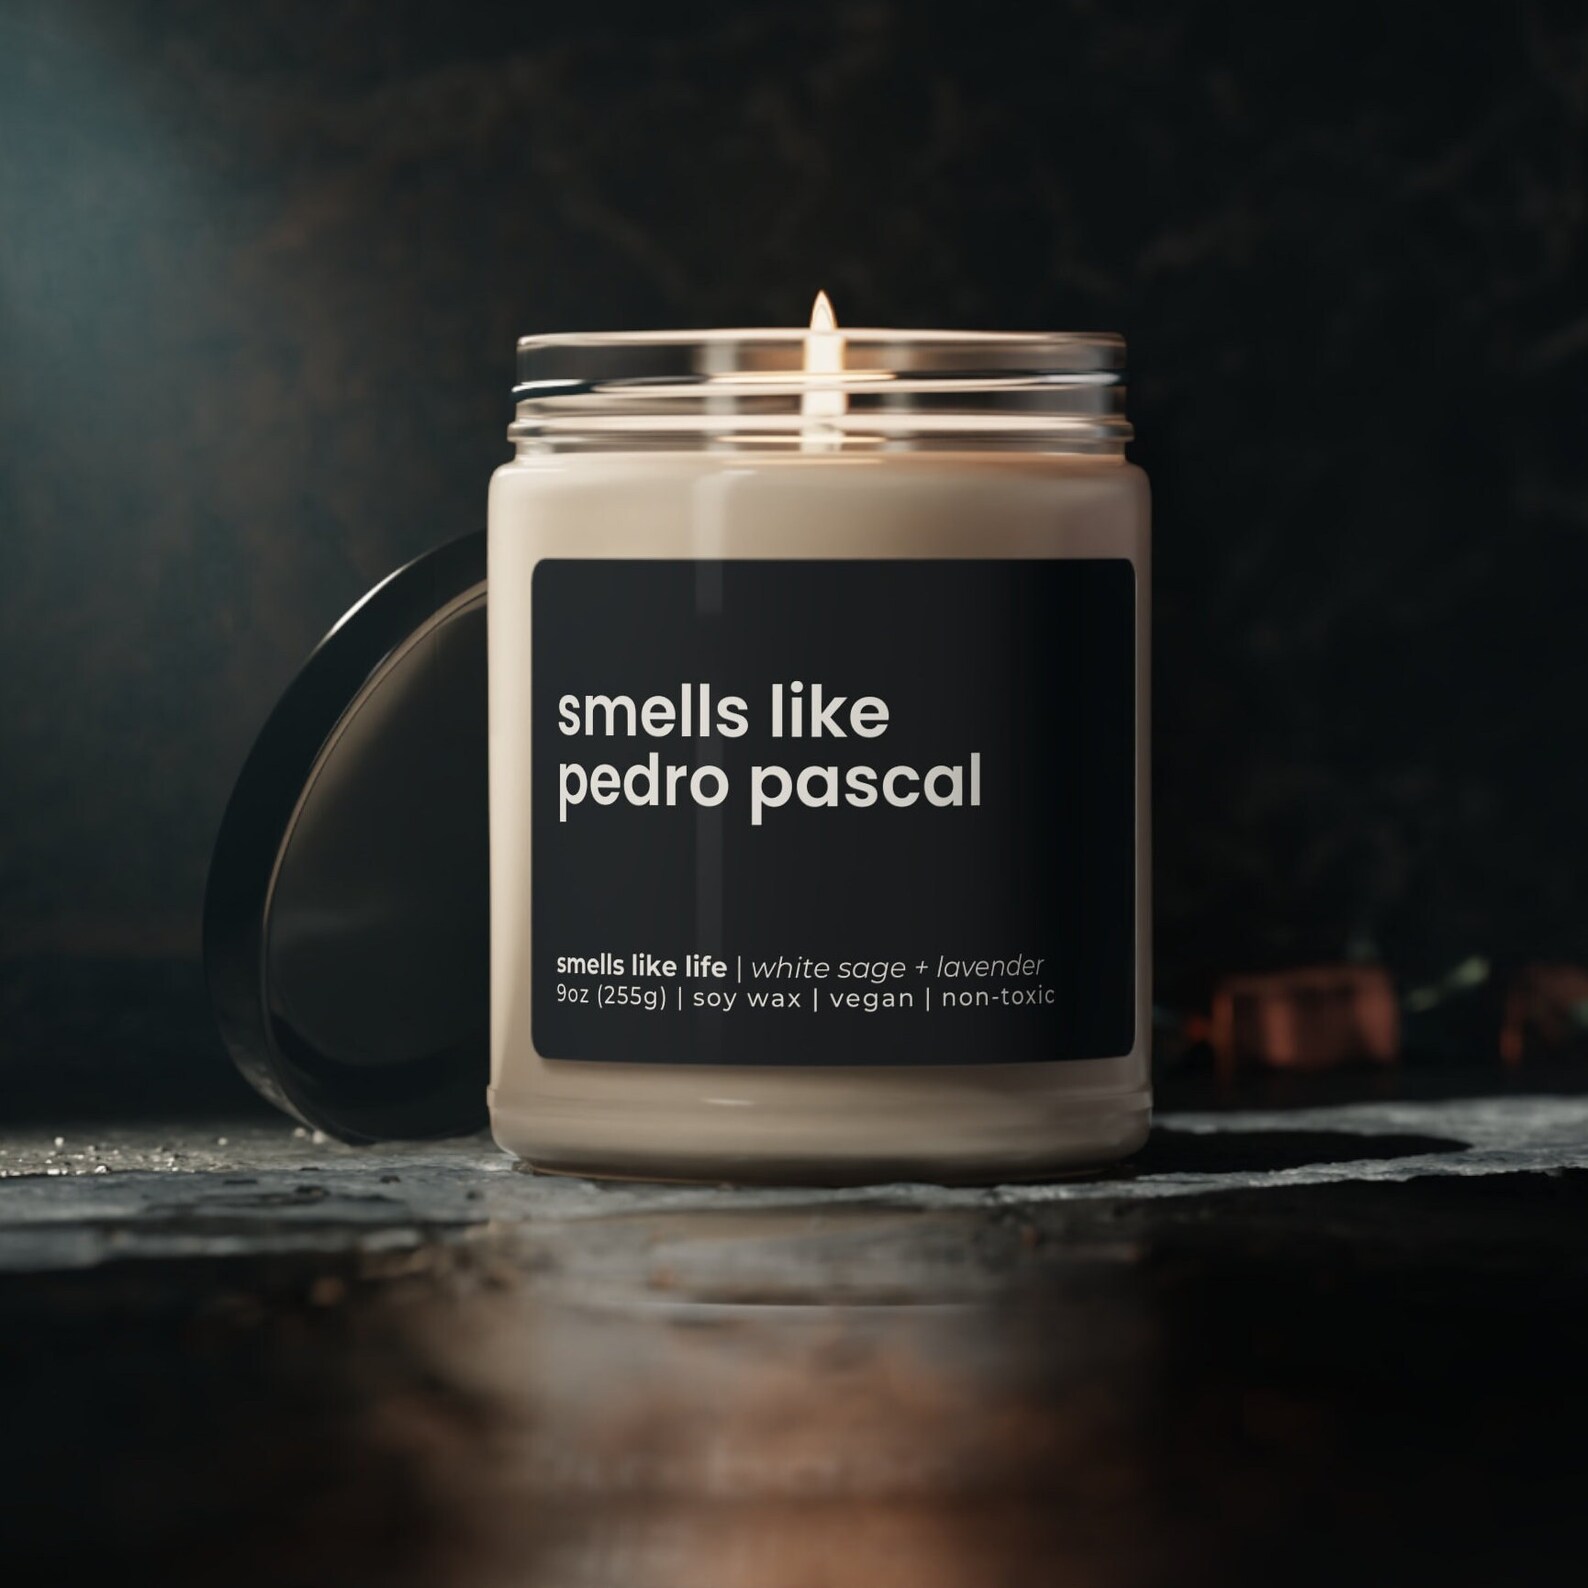 smells like
pedro pascal
smells like life | white sage + lavender
9oz (255g) | soy wax | vegan | non-toxic